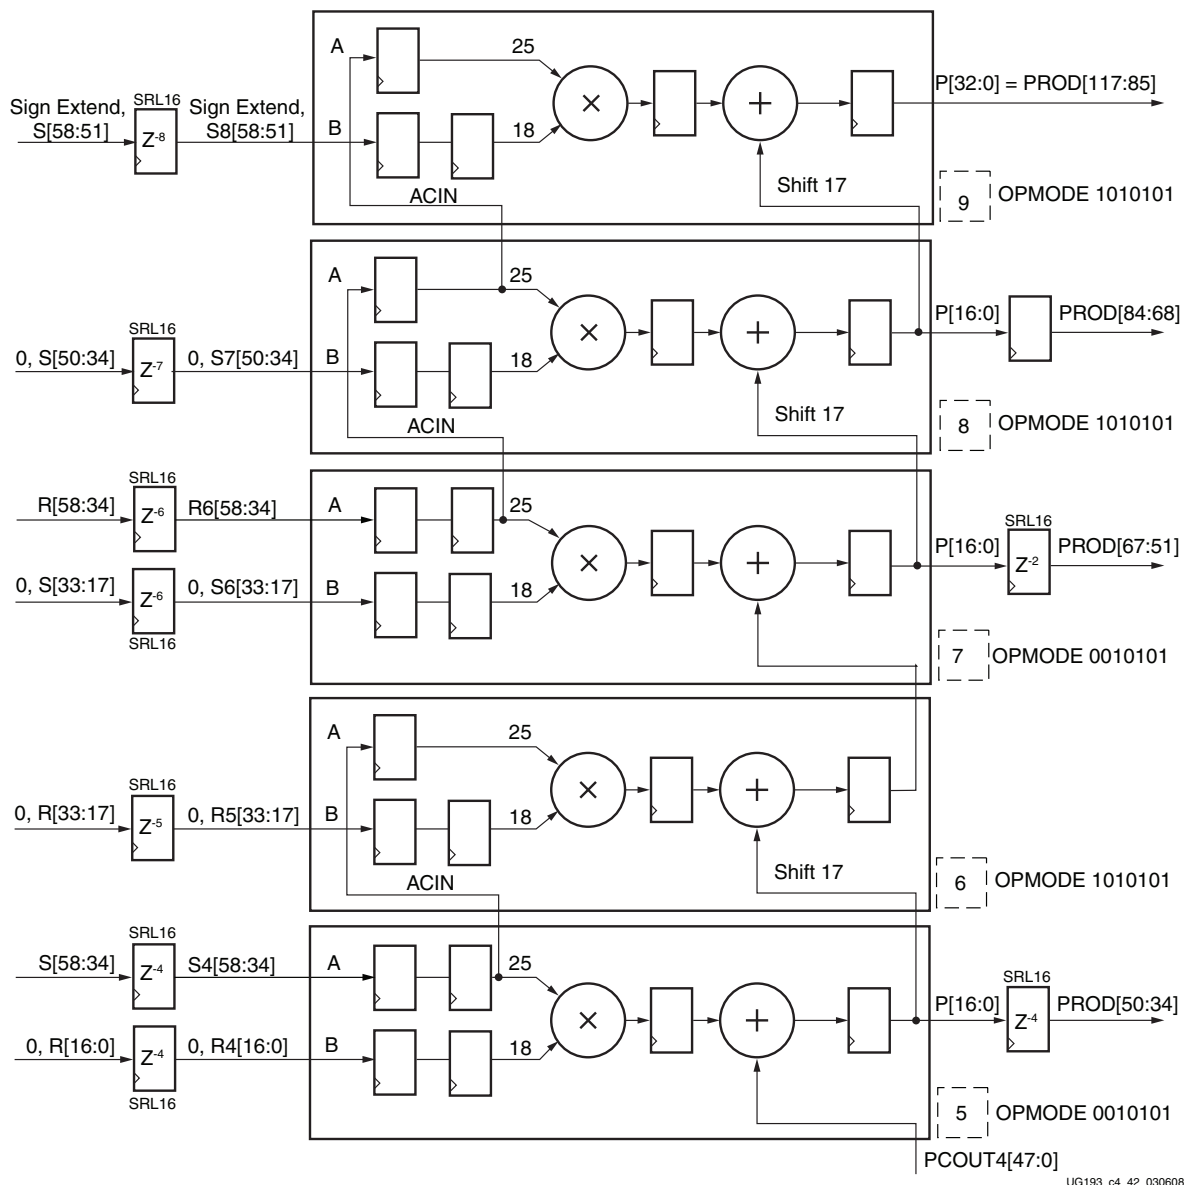 A
25
P[32:0] = PROD[117:85]
Sign Extend,
S[58:51]
SRL16
Z-8
Sign Extend,
S8[58:51]
B
18
×
+
ACIN
Shift 17
9
OPMODE 1010101
A
25
P[16:0]
PROD[84:68]
SRL16
0, S[50:34]
Z-7
0, S7[50:34]
B
18
×
+
ACIN
Shift 17
8
OPMODE 1010101
SRL16
R[58:34]
Z-6
R6[58:34]
A
25
SRL16
P[16:0]
Z-2
PROD[67:51]
0, S[33:17]
Z-6
0, S6[33:17]
B
18
×
+
SRL16
7
OPMODE 0010101
A
25
SRL16
0, R[33:17]
Z-5
0, R5[33:17]
B
18
×
+
ACIN
Shift 17
6
OPMODE 1010101
SRL16
S[58:34]
Z-4
S4[58:34]
A
25
SRL16
P[16:0]
Z-4
PROD[50:34]
0, R[16:0]
Z-4
0, R4[16:0]
B
18
×
+
SRL16
5
OPMODE 0010101
PCOUT4[47:0]
UG193_c4_42_030608